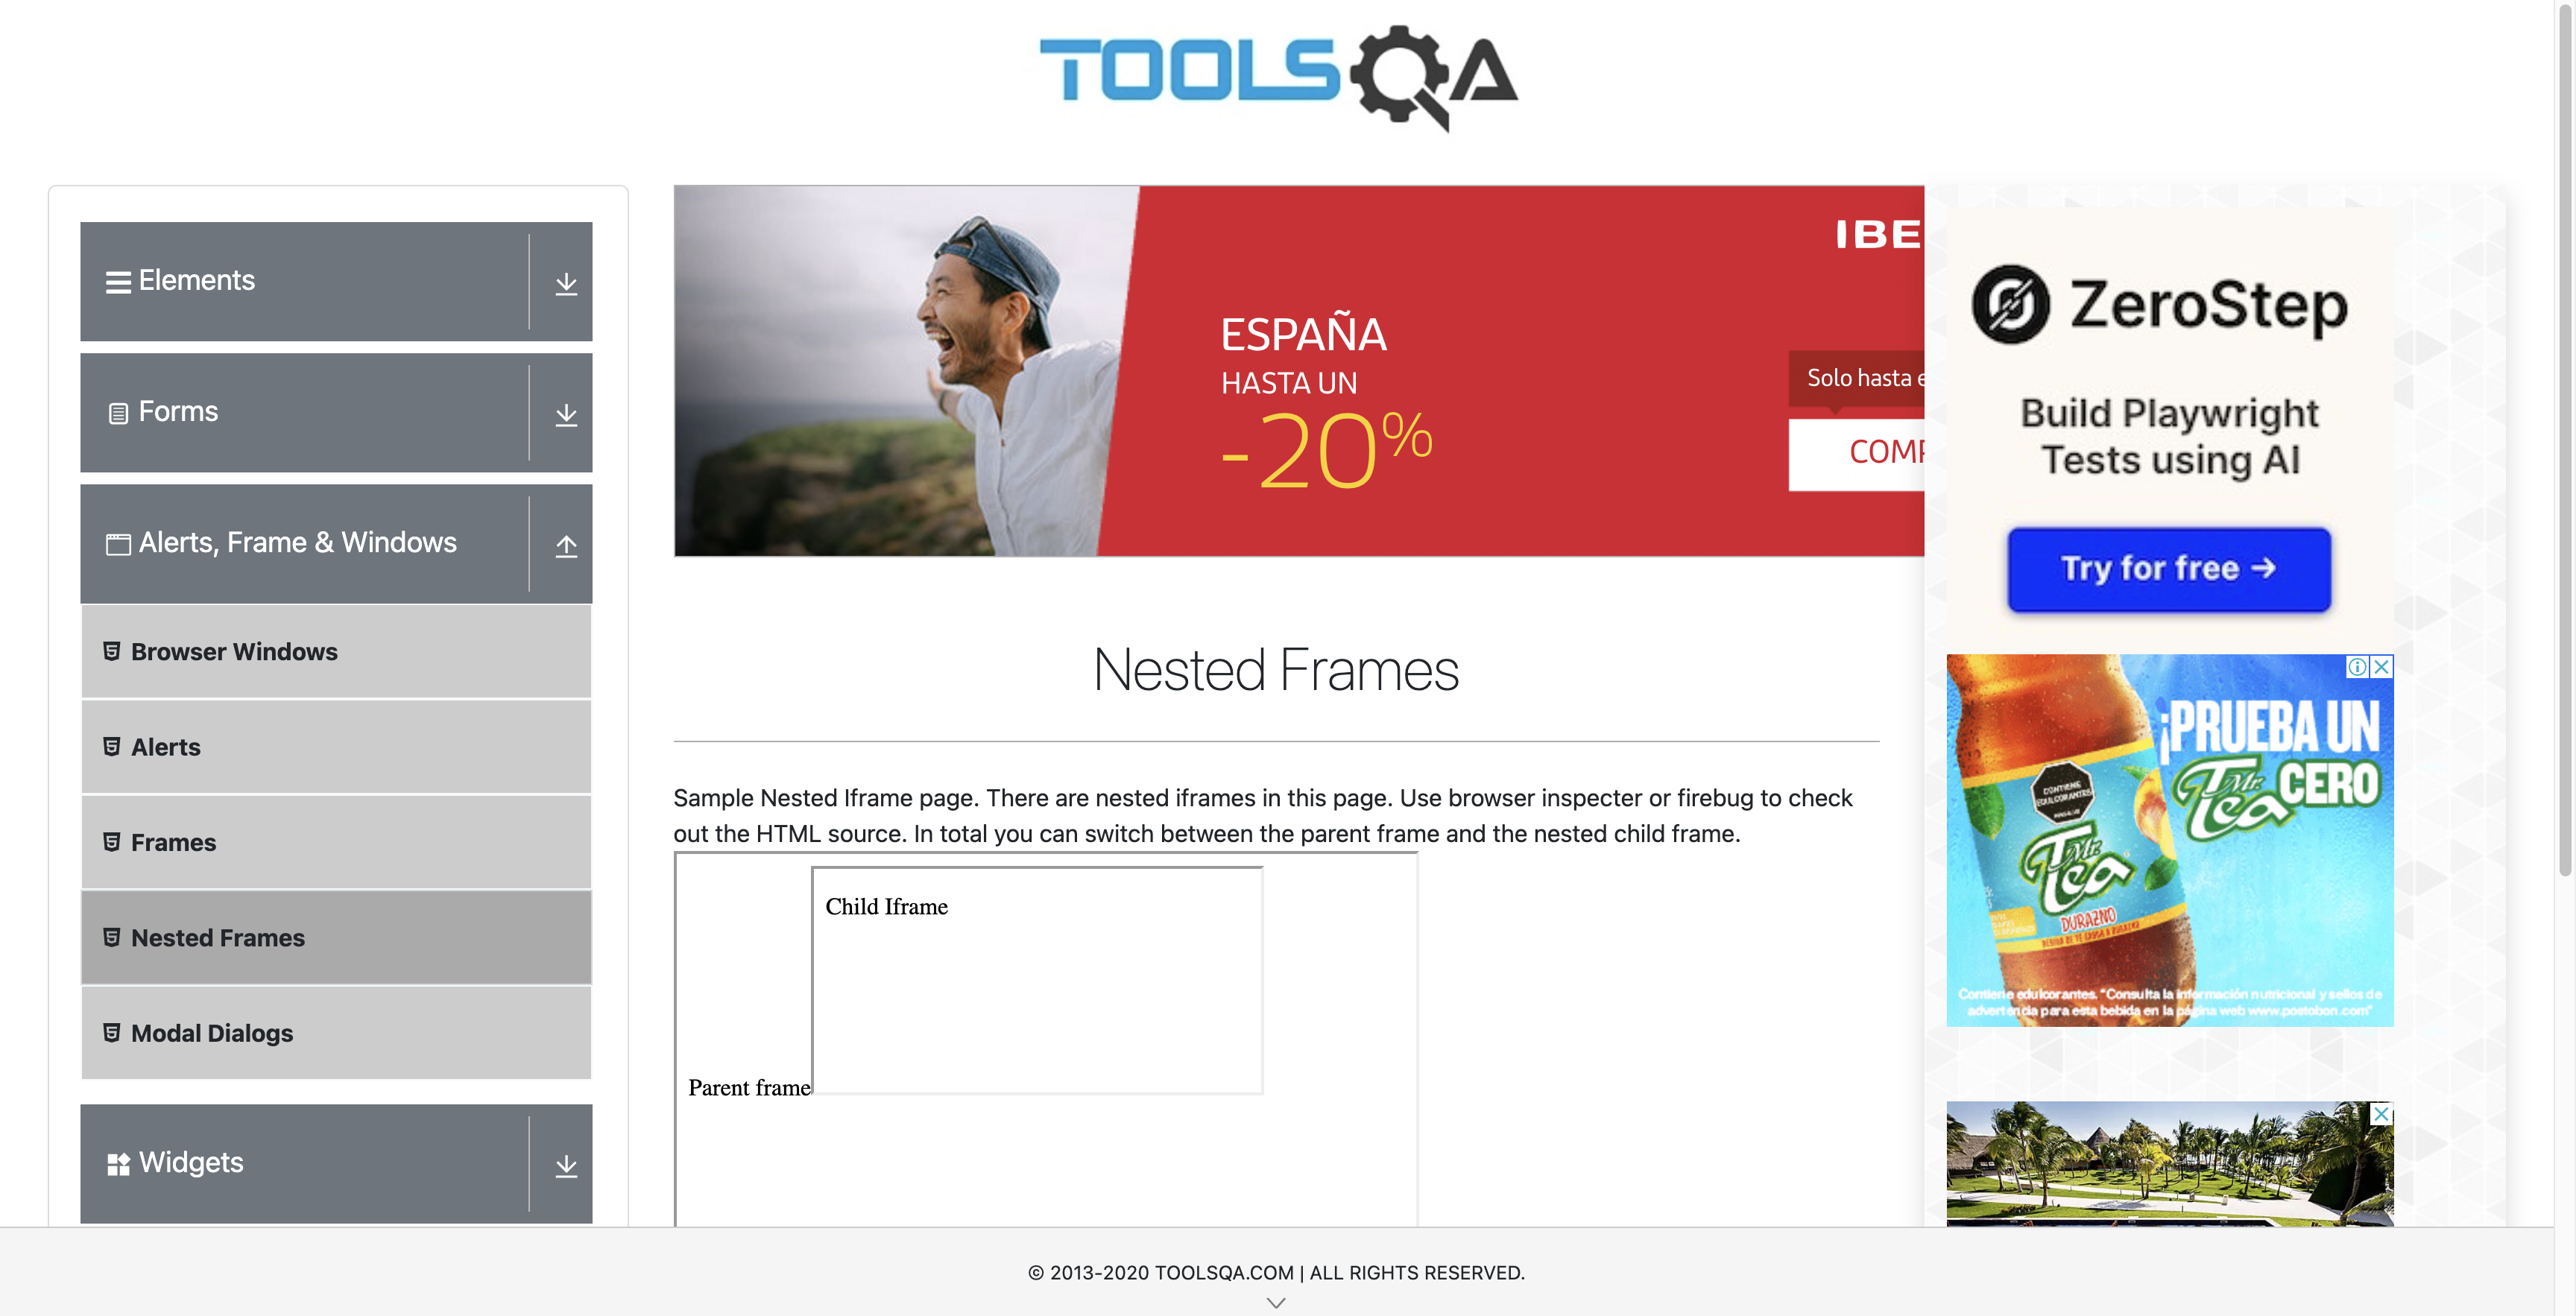 TOOLSQA
Elements
Forms
Alerts, Frame & Windows
Browser Windows
Alerts
Frames
Nested Frames
Modal Dialogs
Widgets
IBE
ESPAÑA
HASTA UN
-20%
Solo hasta e
COMP
Nested Frames
Sample Nested Iframe page. There are nested iframes in this page. Use browser inspecter or firebug to check
out the HTML source. In total you can switch between the parent frame and the nested child frame.
Child Iframe
Parent frame
ZeroStep
Build Playwright
Tests using AI
Try for free →
¡PRUEBA UN
Mr. Tea CERO
CONTIENE
EDULCORANTES
Mr.
Tea
DURAZNO
Contiene edulcorantes. "Consulta la información nutricional y sellos de
advertencia para esta bebida en la página web www.postobon.com"
© 2013-2020 TOOLSQA.COM | ALL RIGHTS RESERVED.